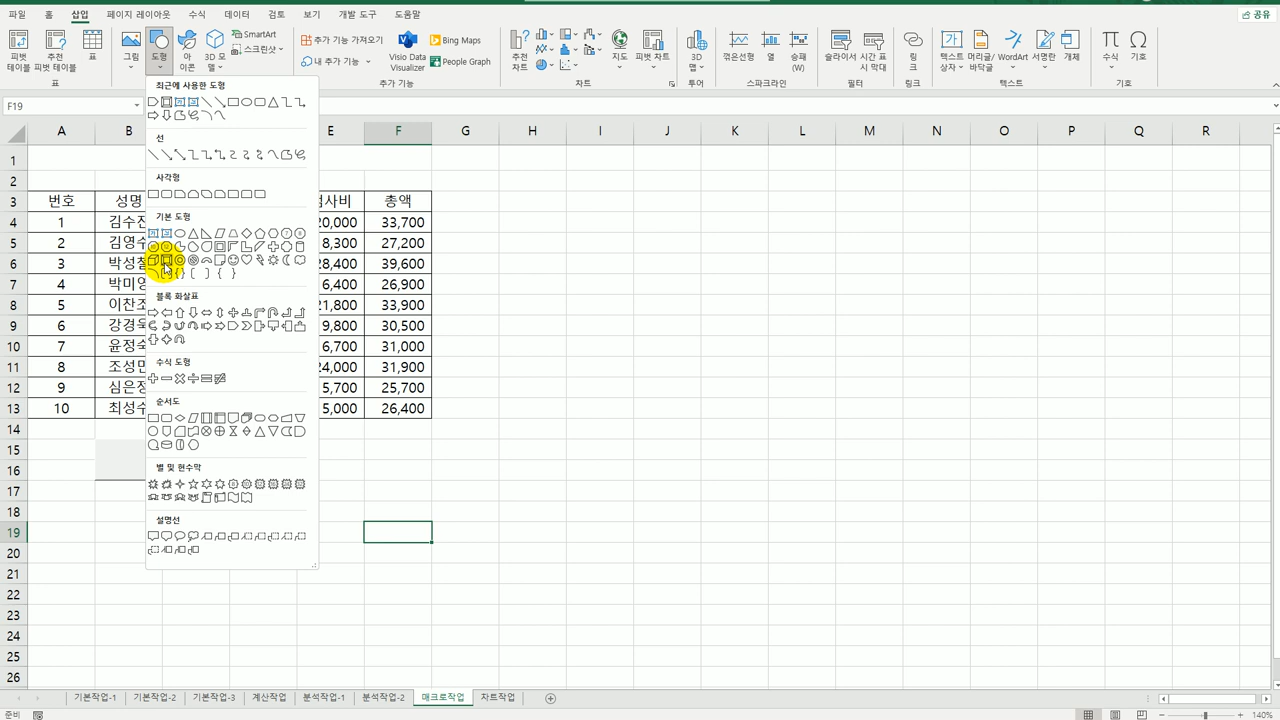 파일 홈 삽입 페이지 레이아웃 수식 데이터 검토 보기 개발 도구 도움말 공유
피벗 테이블 추천 피벗 테이블 표 그림 도형 아이콘 3D 모델 SmartArt 스크린샷 추가 기능 가져오기 내 추가 기능 Visio Data Visualizer Bing Maps People Graph 추천 차트 지도 피벗 차트 3D 맵 꺾은선형 열 승패 (W) 슬라이서 시간 표시 막대 링크 텍스트 상자 머리글/바닥글 WordArt 서명란 개체 수식 기호
표 추가 기능 차트 투어 스파크라인 필터 링크 텍스트 기호
F19
A B E F G H I J K L M N O P Q R
최근에 사용한 도형
선
사각형
기본 도형
블록 화살표
수식 도형
순서도
별 및 현수막
설명선
1
2
3 번호 성명 총액
4 1 김수진 33,700
5 2 김영수 8,300 27,200
6 3 박성철 28,400 39,600
7 4 박미영 6,400 26,900
8 5 이찬조 21,800 33,900
9 6 강경욱 9,800 30,500
10 7 윤정숙 6,700 31,000
11 8 조성민 24,000 31,900
12 9 심은정 5,700 25,700
13 10 최성수 5,000 26,400
14
15
16
17
18
19
20
21
22
23
24
25
26
기본작업-1 기본작업-2 기본작업-3 계산작업 분석작업-1 분석작업-2 매크로작업 차트작업
준비 140%